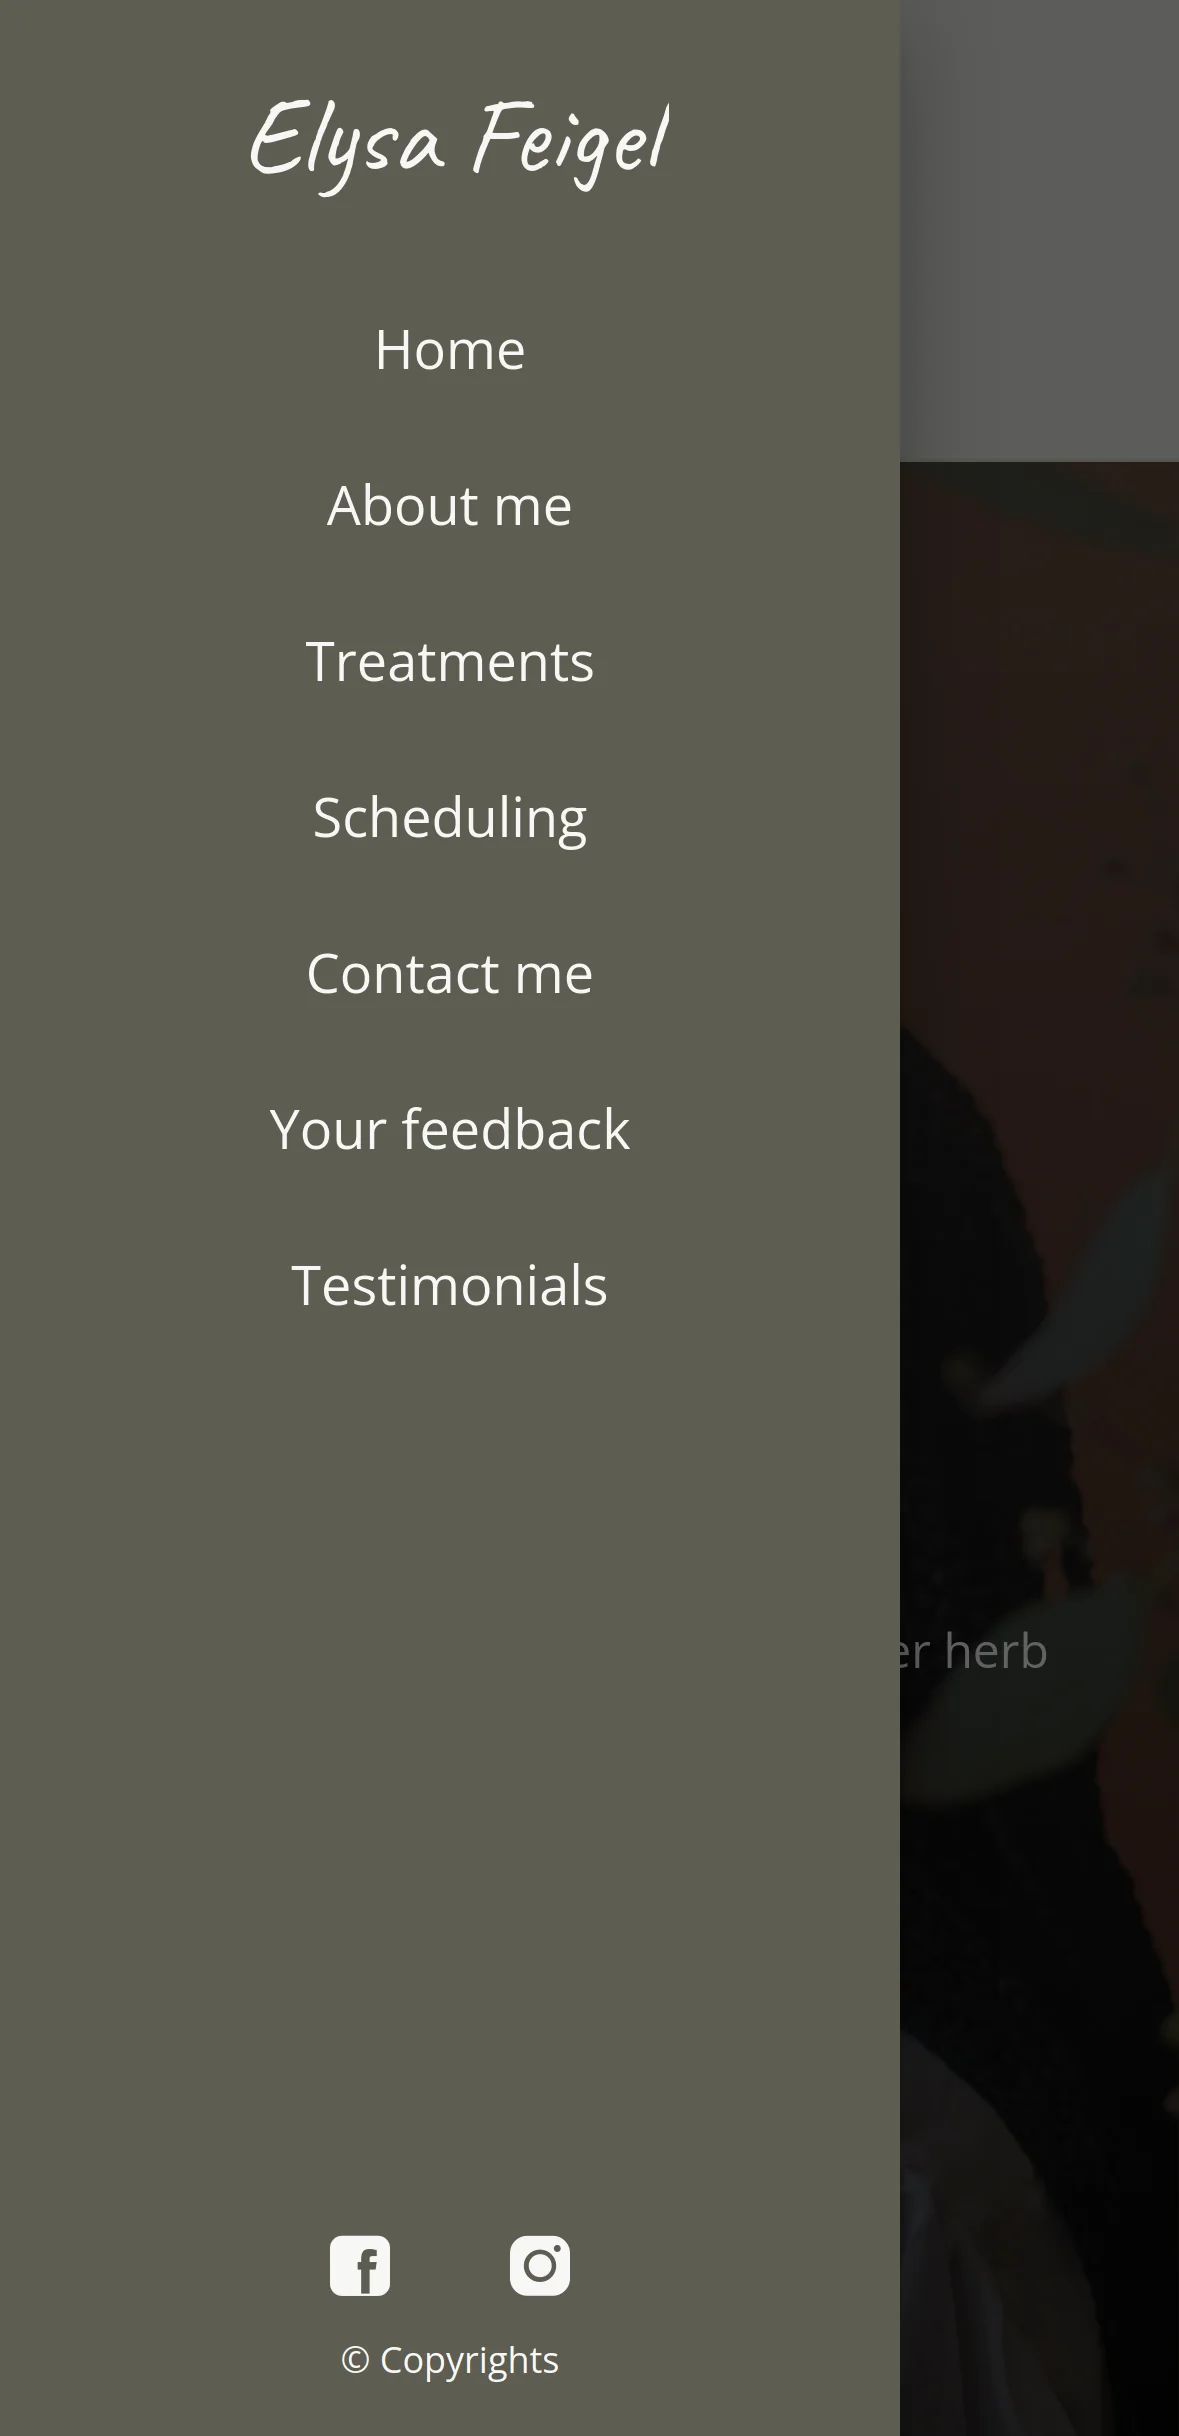 Elysa Feigel
Home
About me
Treatments
Scheduling
Contact me
Your feedback
Testimonials
er herb
© Copyrights